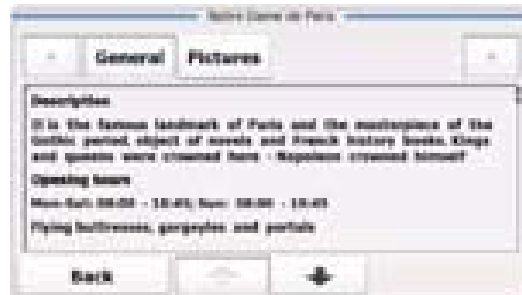 Notre Dame de Paris
General Pictures
Description
It is the famous landmark of Paris and the masterpiece of the
Gothic period, object of novels and French history books. Kings
and queens were crowned here - Napoleon crowned himself
Opening hours
Mon-Sat: 08:00 - 18:45; Sun: 08:00 - 19:45
Flying buttresses, gargoyles and portals
Back